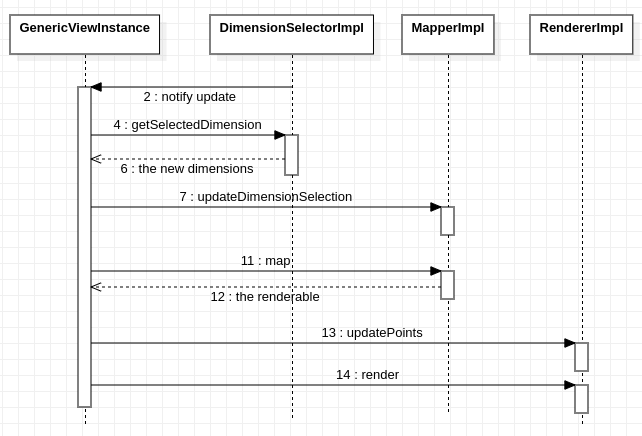 GenericViewInstance
DimensionSelectorImpl
MapperImpl
RendererImpl
2 : notify update
4 : getSelectedDimension
6 : the new dimensions
7 : updateDimensionSelection
11 : map
12 : the renderable
13 : updatePoints
14 : render